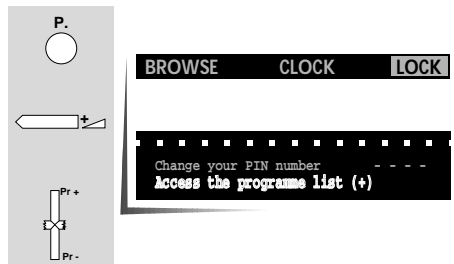 P.
BROWSE CLOCK LOCK
+
Change your PIN number - - - -
Access the programme list (+)
Pr +
Pr -